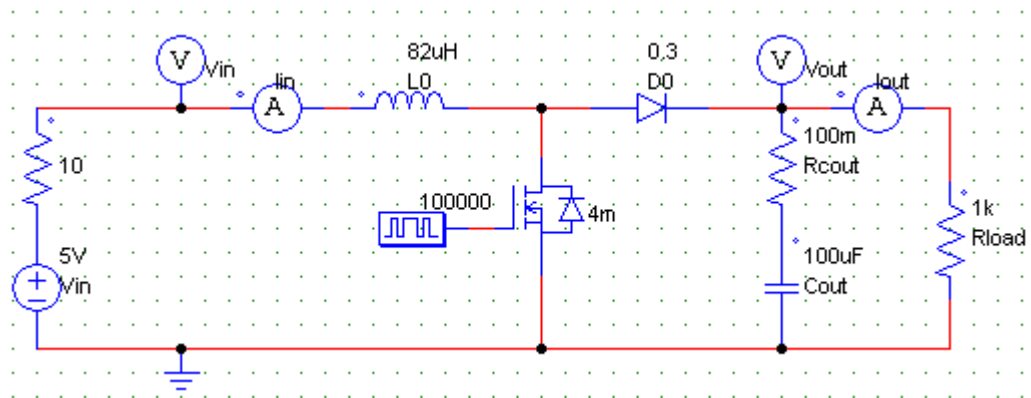 82uH
0,3
V
Vin
Iin
A
L0
D0
V
Vout
Iout
A
10
100m
Rcout
100000
4m
1k
Rload
5V
Vin
100uF
Cout